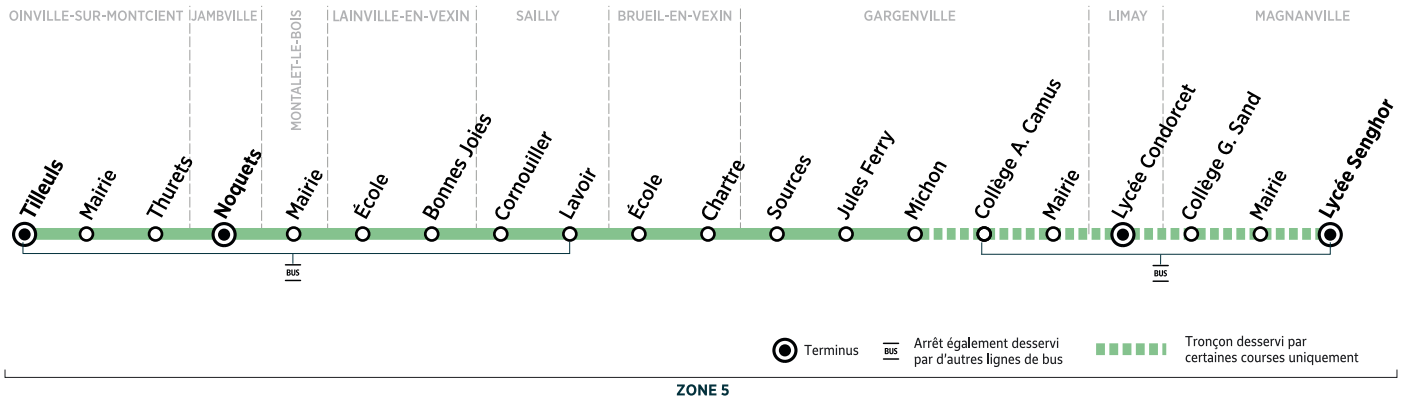 OINVILLE-SUR-MONTCIENT
JAMBVILLE
MONTALET-LE-BOIS
LAINVILLE-EN-VEXIN
SAILLY
BRUEIL-EN-VEXIN
GARGENVILLE
LIMAY
MAGNANVILLE
Tilleuls
Mairie
Thurets
Noquets
Mairie
École
Bonnes Joies
Cornouiller
Lavoir
École
Chartre
Sources
Jules Ferry
Michon
Collège A. Camus
Mairie
Lycée Condorcet
Collège G. Sand
Mairie
Lycée Senghor
BUS
BUS
Terminus
BUS
Arrêt également desservi
par d'autres lignes de bus
Tronçon desservi par
certaines courses uniquement
ZONE 5